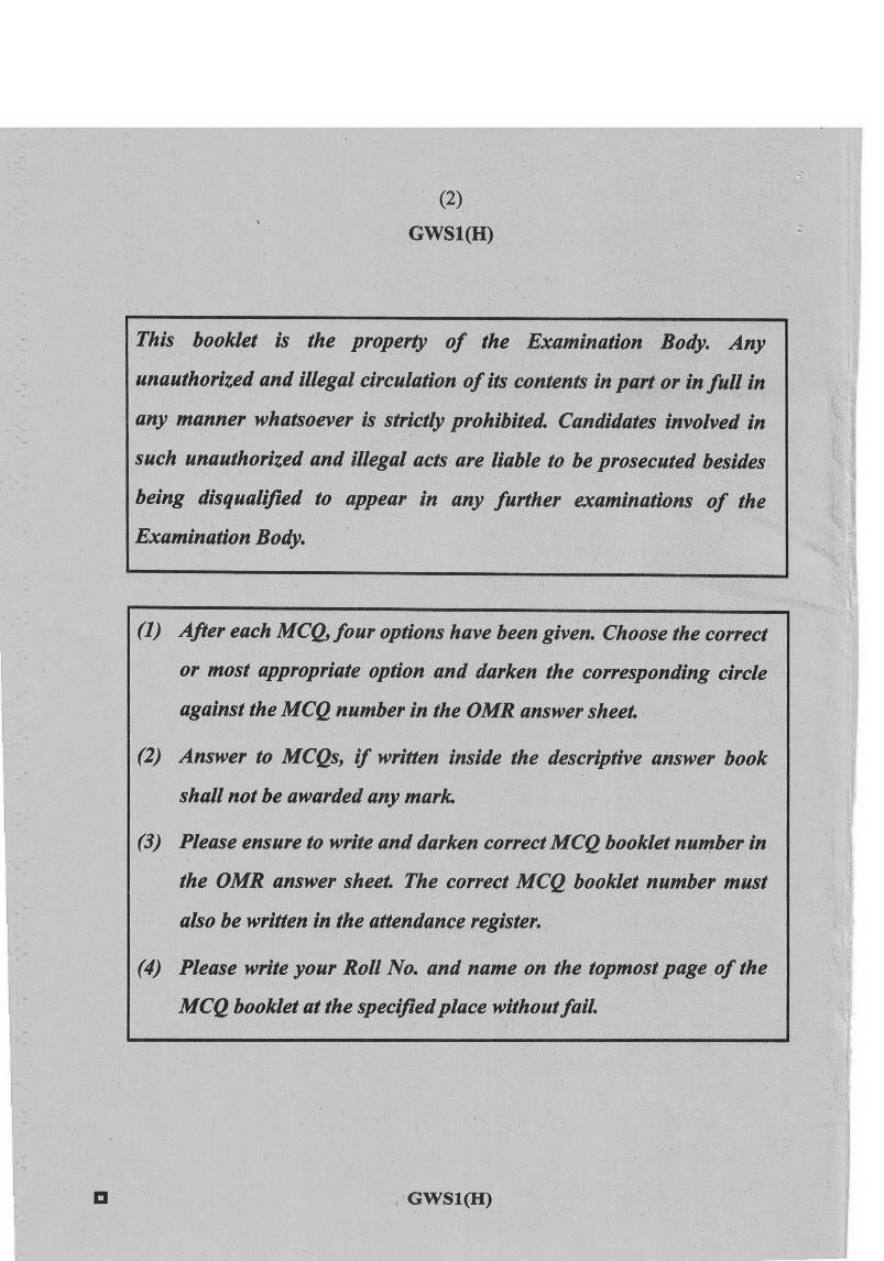 (2)
GWS1(H)
This booklet is the property of the Examination Body. Any
unauthorized and illegal circulation of its contents in part or in full in
any manner whatsoever is strictly prohibited. Candidates involved in
such unauthorized and illegal acts are liable to be prosecuted besides
being disqualified to appear in any further examinations of the
Examination Body.
(1) After each MCQ, four options have been given. Choose the correct
or most appropriate option and darken the corresponding circle
against the MCQ number in the OMR answer sheet.
(2) Answer to MCQs, if written inside the descriptive answer book
shall not be awarded any mark.
(3) Please ensure to write and darken correct MCQ booklet number in
the OMR answer sheet. The correct MCQ booklet number must
also be written in the attendance register.
(4) Please write your Roll No. and name on the topmost page of the
MCQ booklet at the specified place without fail.
GWS1(H)